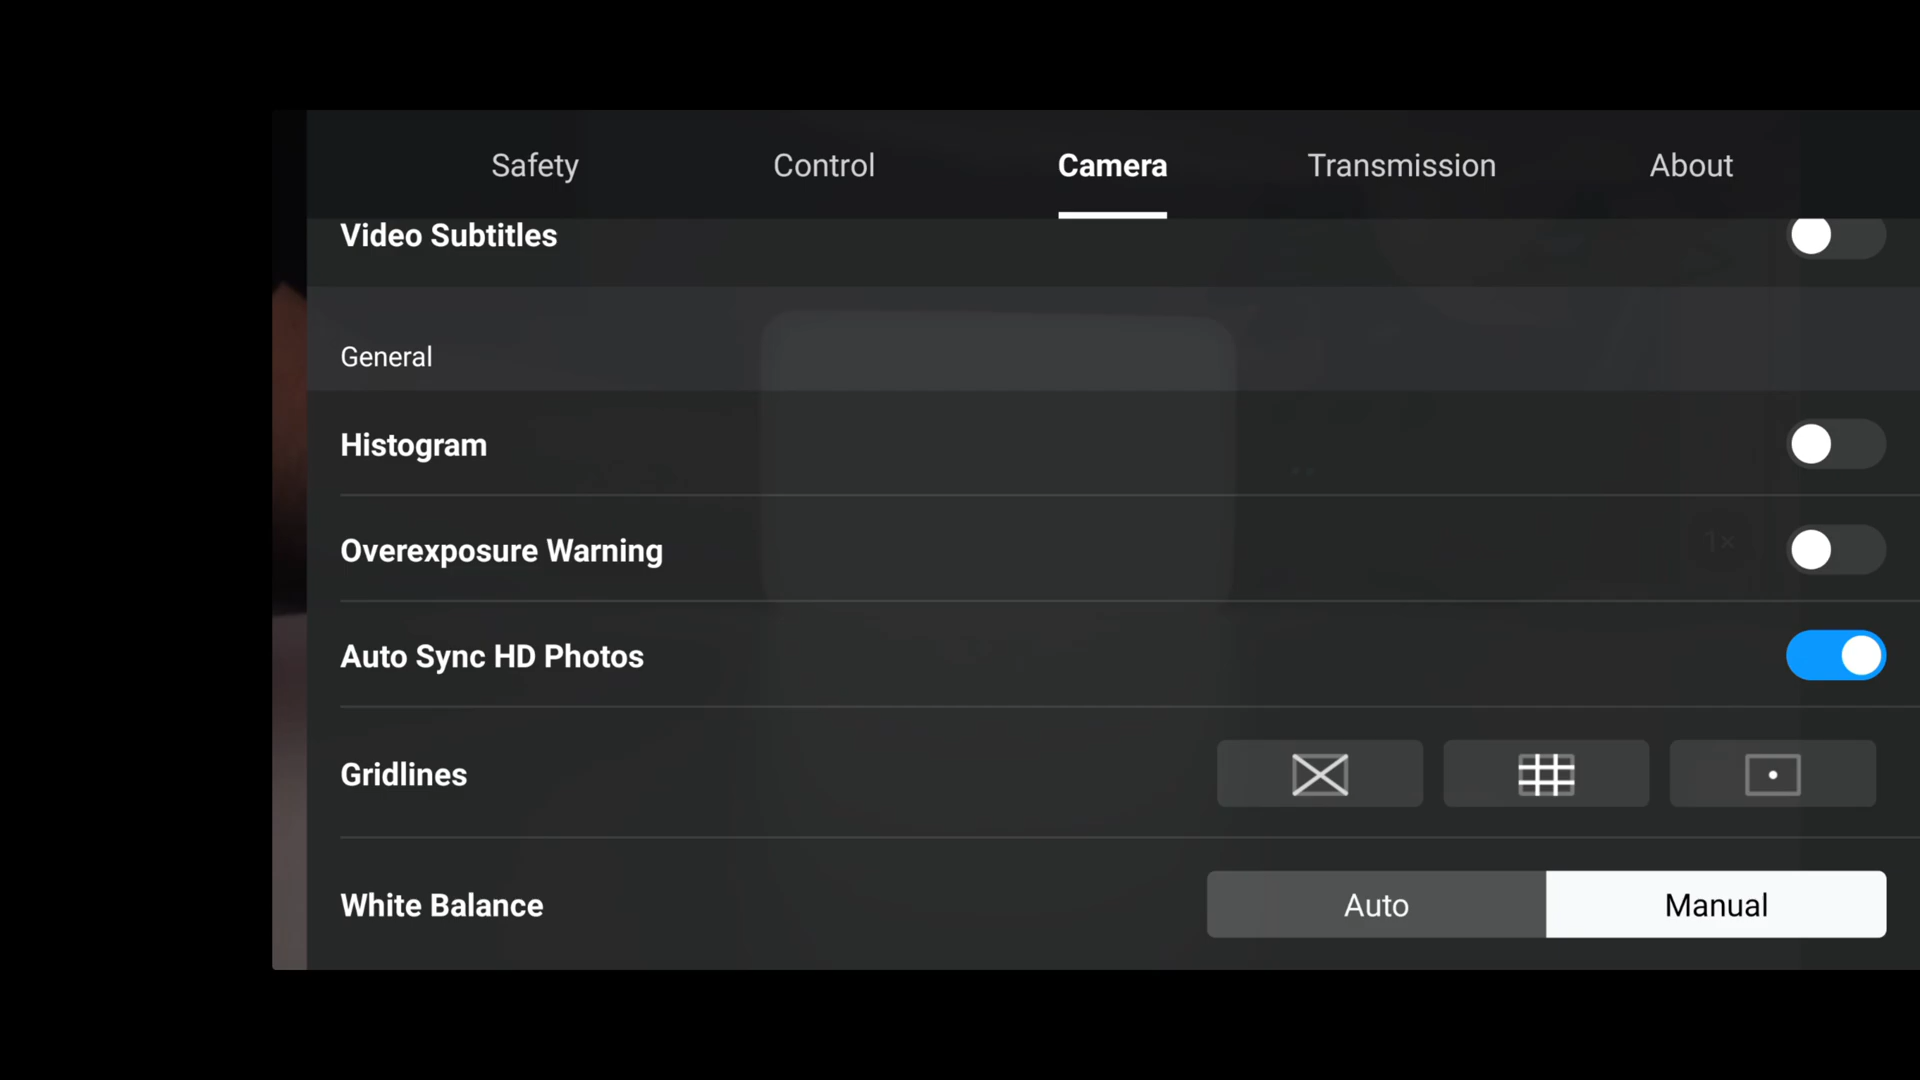 Safety Control Camera Transmission About
Video Subtitles
General
Histogram
1×
Overexposure Warning
Auto Sync HD Photos
Gridlines
White Balance Auto Manual